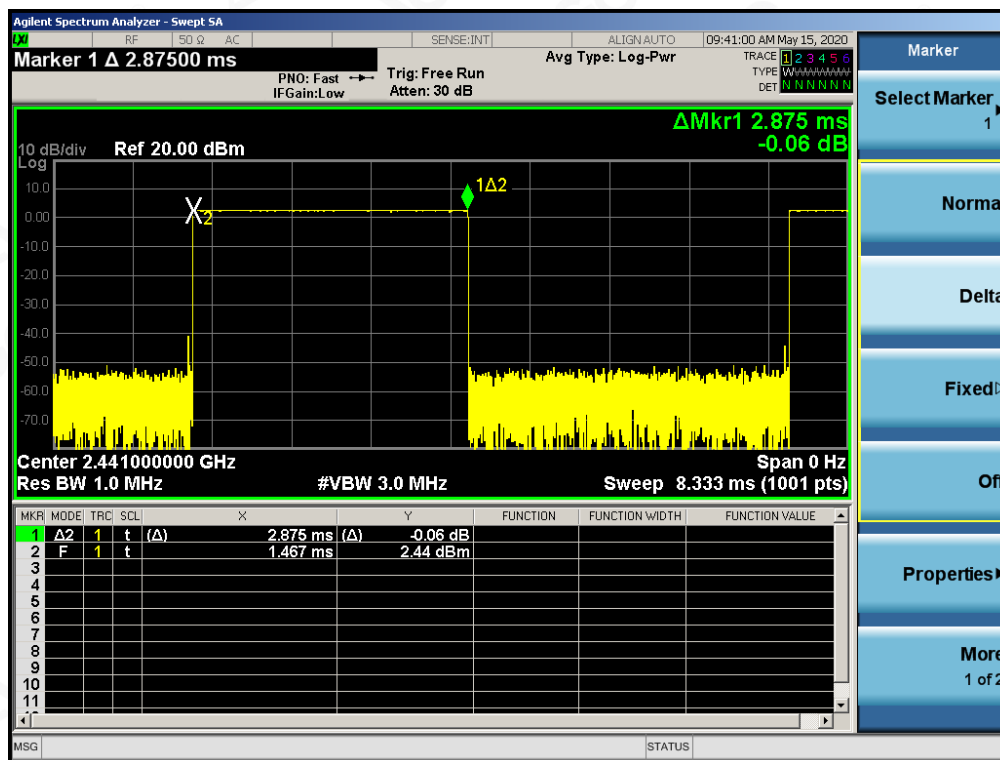 Agilent Spectrum Analyzer - Swept SA
LXI RF 50 Ω AC SENSE:INT ALIGN AUTO 09:41:00 AM May 15, 2020
Marker 1 Δ 2.87500 ms
PNO: Fast
IFGain:Low
Trig: Free Run
Atten: 30 dB
Avg Type: Log-Pwr
TRACE 1 2 3 4 5 6
TYPE W
DET N N N N N N
ΔMkr1 2.875 ms
-0.06 dB
10 dB/div Ref 20.00 dBm
Log
10.0
0.00
-10.0
-20.0
-30.0
-40.0
-50.0
-60.0
-70.0
2
1Δ2
Center 2.441000000 GHz Span 0 Hz
Res BW 1.0 MHz #VBW 3.0 MHz Sweep 8.333 ms (1001 pts)
MKR MODE TRC SCL X Y FUNCTION FUNCTION WIDTH FUNCTION VALUE
1 Δ2 1 t (Δ) 2.875 ms (Δ) -0.06 dB
2 F 1 t 1.467 ms 2.44 dBm
3
4
5
6
7
8
9
10
11
MSG STATUS
Marker
Select Marker
1
Norma
Delta
Fixed
Of
Properties
More
1 of 2